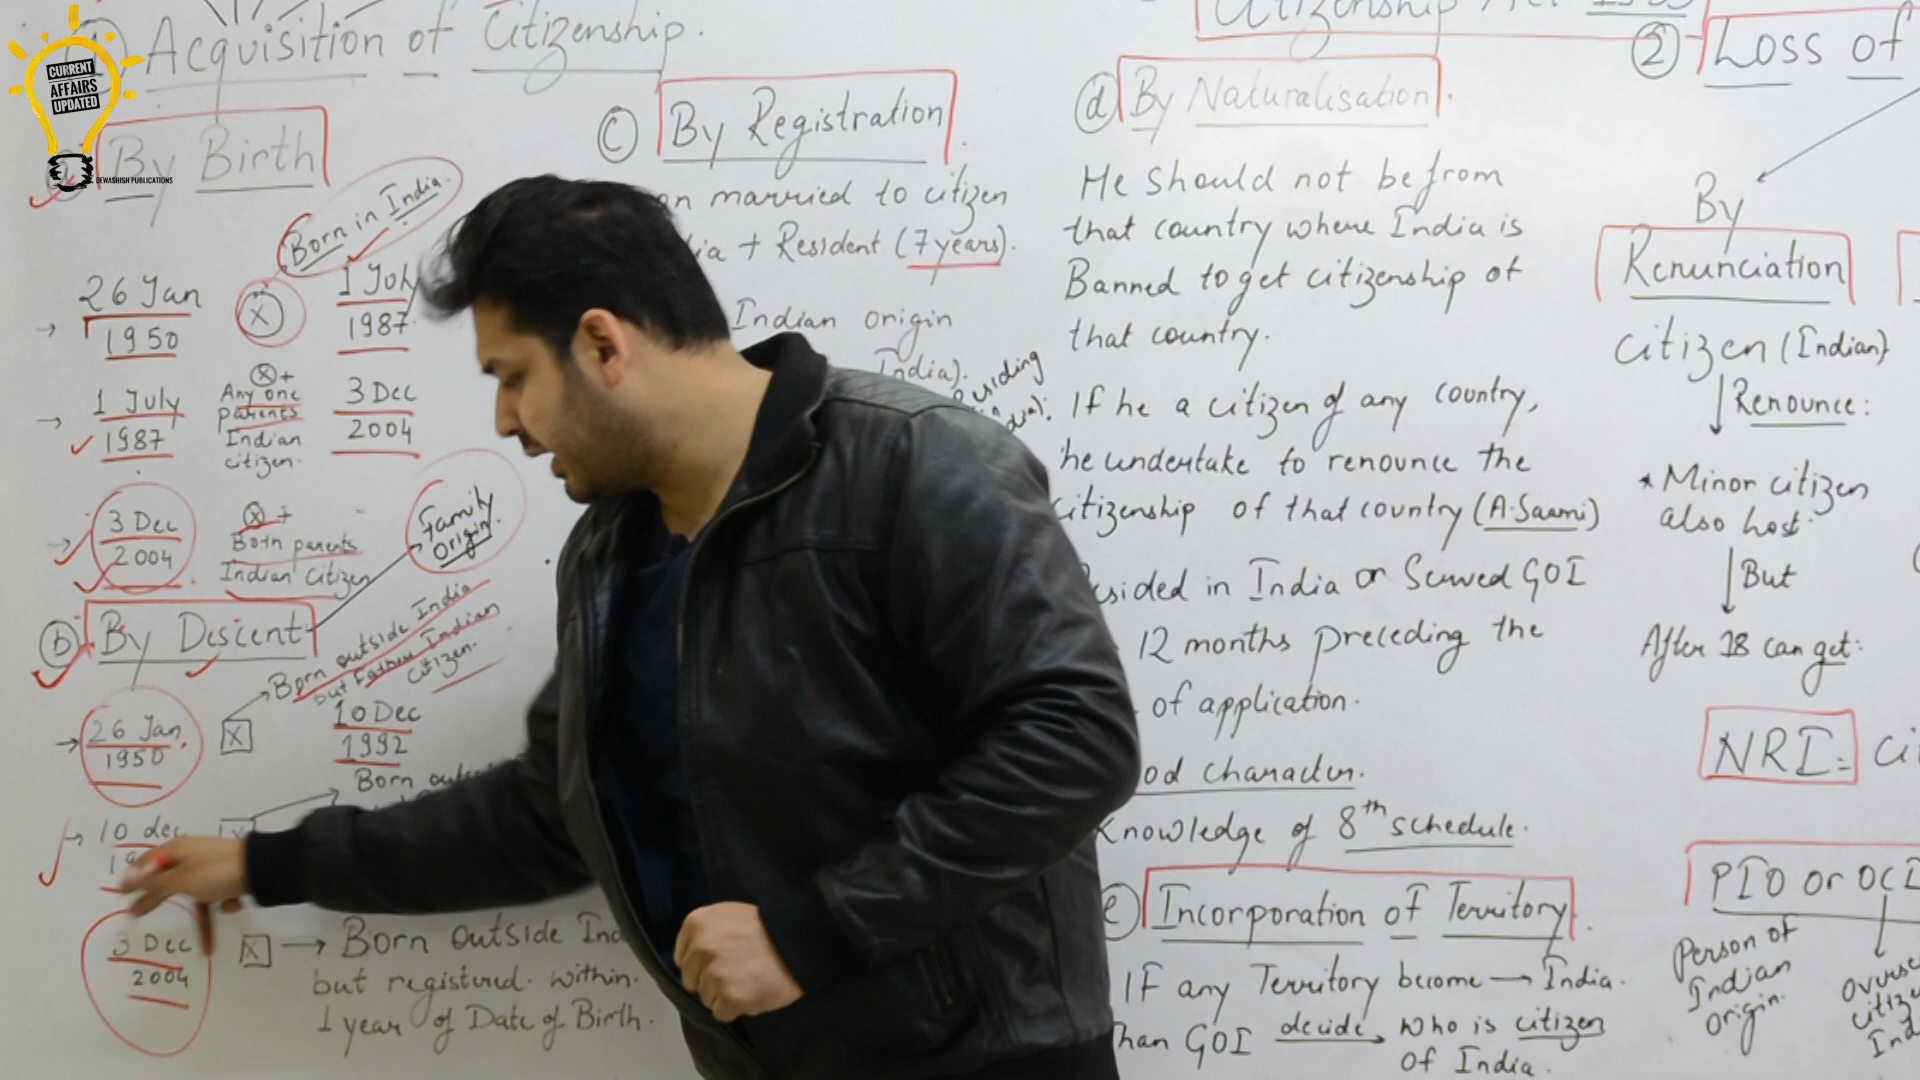 CURRENT
AFFAIRS
UPDATED
DEWASHISH PUBLICATIONS
Acquisition of Citizenship.
By Birth
Born in India.
26 Jan
1950
X
1 July
1987
1 July
1987
X +
Any one
parents
Indian
citizen.
3 Dec
2004
3 Dec
2004
X +
Both parents
Indian Citizen
b By Descent
Family
Origin.
26 Jan
1950
X
Born outside India
but Father Indian
citizen.
10 Dec
1992
10 dec
Born
3 Dec
2004
X → Born outside
but registered within
1 year of Date of Birth.
c By Registration
married to citizen
+ Resident (7 years).
Indian origin
India).
Residing
in
Citizenship Act
d By Naturalisation.
He should not be from
that country where India is
Banned to get citizenship of
that country.
If he a citizen of any country,
he undertake to renounce the
citizenship of that country (A.Saami)
in India or Served GOI
12 months preceding the
of application.
character.
Knowledge of 8th schedule.
e Incorporation of Territory.
IF any Territory become → India.
Than GOI decide → who is citizen
of India.
2 Loss of
By
Renunciation
Citizen (Indian)
Renounce:
* Minor citizen
also lost.
But
After 18 can get:
NRI =
PIO or OCI
Person of
Indian
Origin.